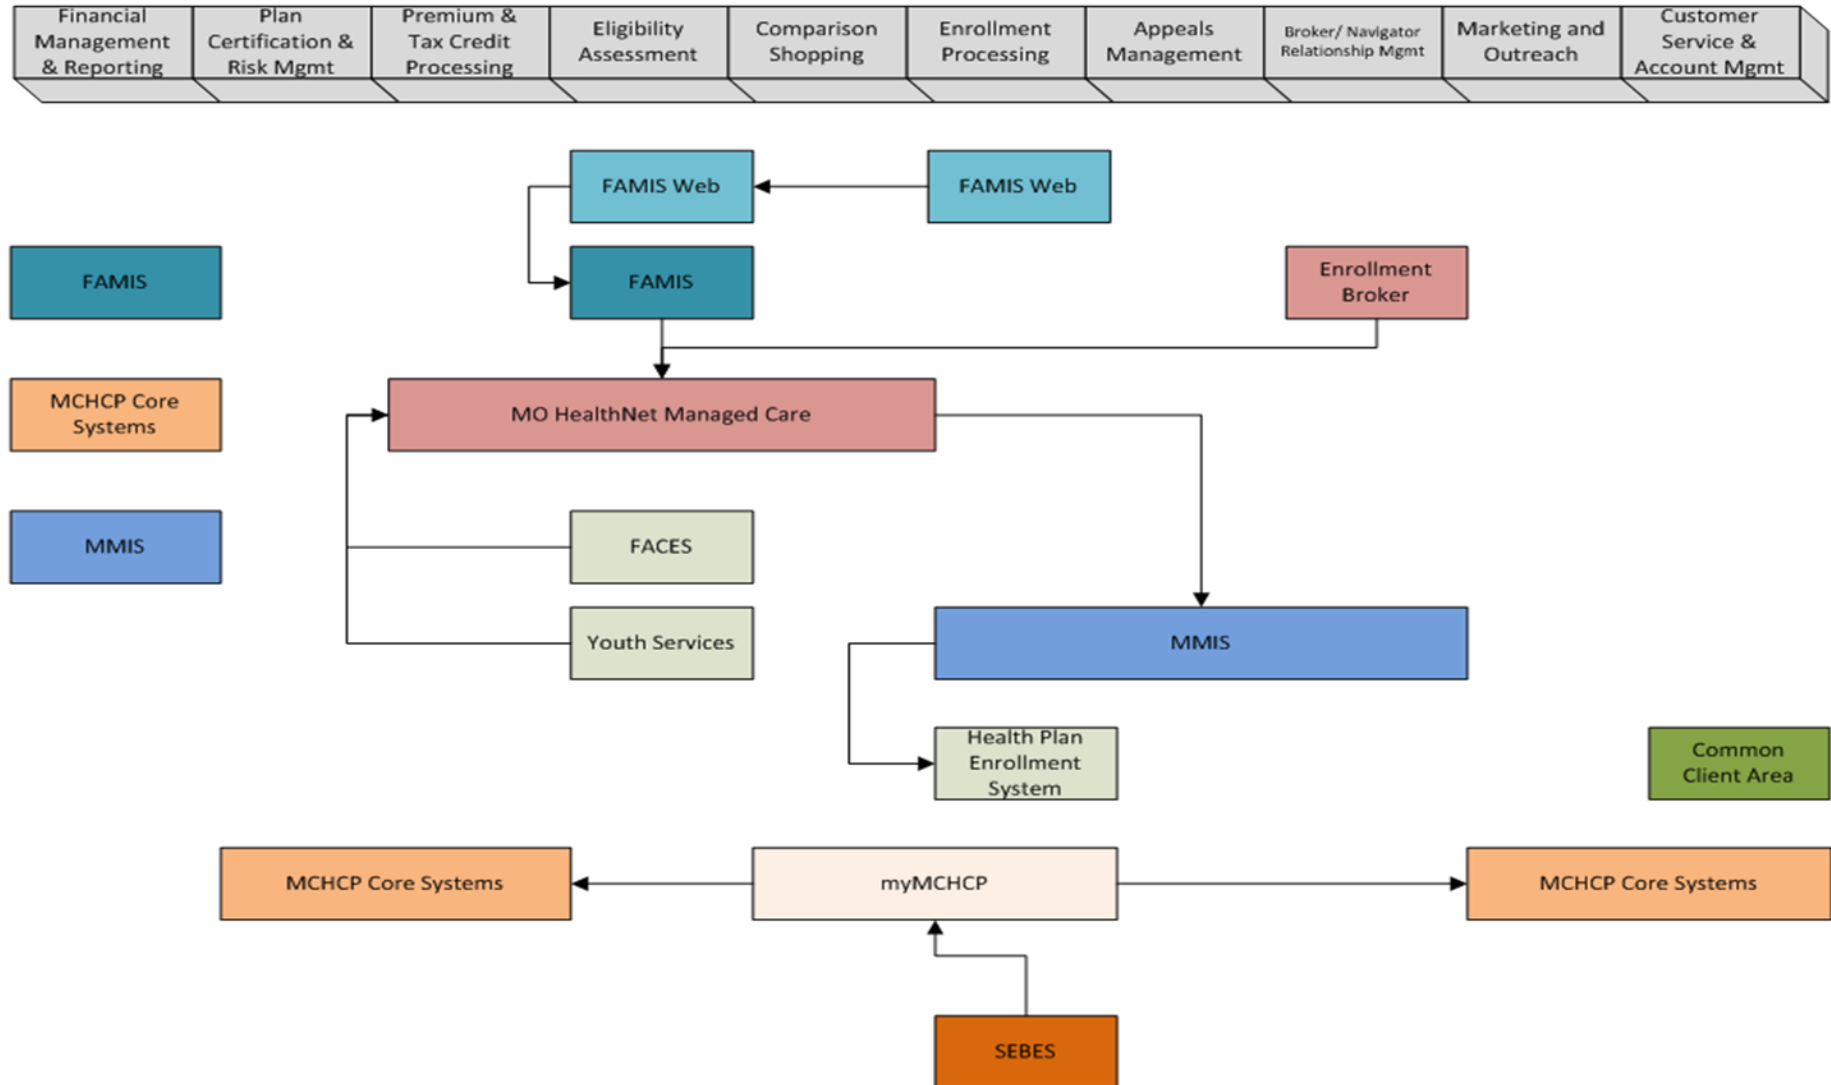 Financial
Management
& Reporting
Plan
Certification &
Risk Mgmt
Premium &
Tax Credit
Processing
Eligibility
Assessment
Comparison
Shopping
Enrollment
Processing
Appeals
Management
Broker/ Navigator
Relationship Mgmt
Marketing and
Outreach
Customer
Service &
Account Mgmt
FAMIS Web
FAMIS Web
FAMIS
FAMIS
Enrollment
Broker
MCHCP Core
Systems
MO HealthNet Managed Care
MMIS
FACES
Youth Services
MMIS
Health Plan
Enrollment
System
Common
Client Area
MCHCP Core Systems
myMCHCP
MCHCP Core Systems
SEBES